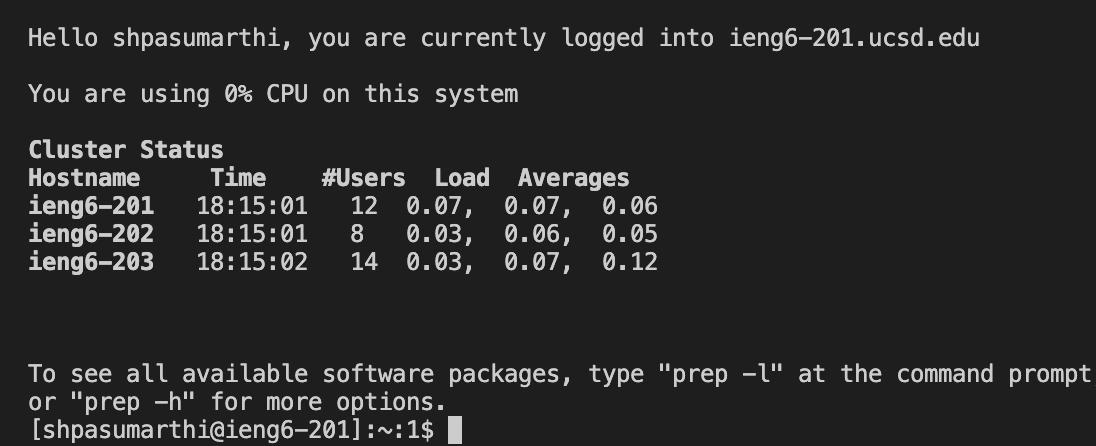 Hello shpasumarthi, you are currently logged into ieng6-201.ucsd.edu
You are using 0% CPU on this system
Cluster Status
Hostname     Time    #Users  Load  Averages
ieng6-201   18:15:01   12  0.07,  0.07,  0.06
ieng6-202   18:15:01   8   0.03,  0.06,  0.05
ieng6-203   18:15:02   14  0.03,  0.07,  0.12
To see all available software packages, type "prep -l" at the command prompt
or "prep -h" for more options.
[shpasumarthi@ieng6-201]:~:1$